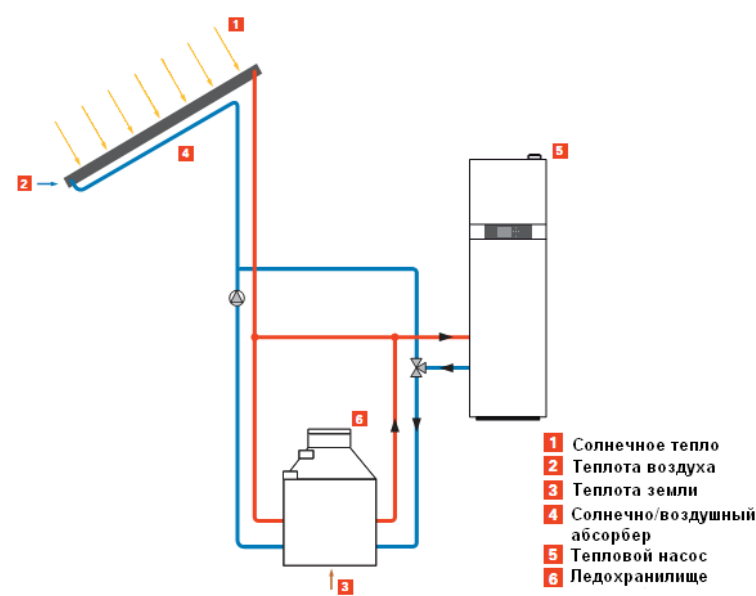 1
2
4
5
6
3
1 Солнечное тепло
2 Теплота воздуха
3 Теплота земли
4 Солнечно/воздушный
абсорбер
5 Тепловой насос
6 Ледохранилище